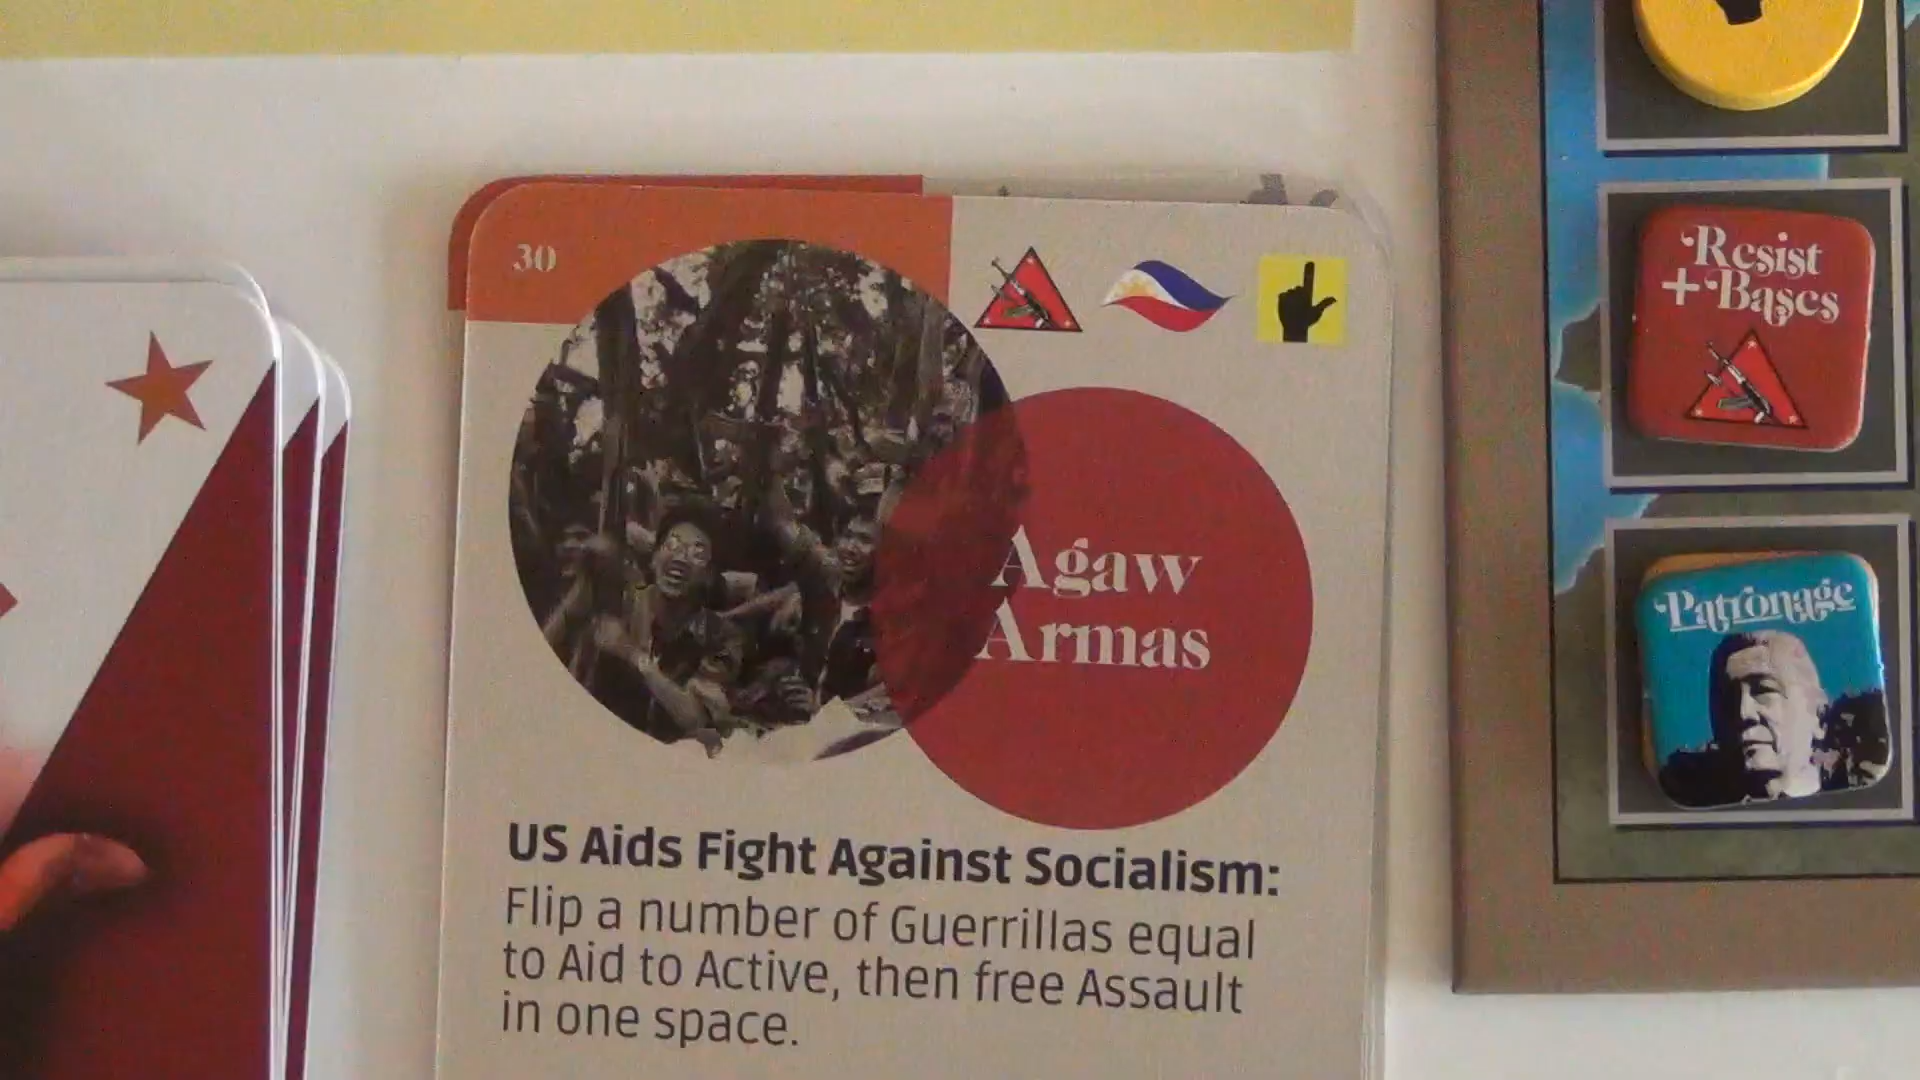 30
Agaw
Armas
US Aids Fight Against Socialism:
Flip a number of Guerrillas equal
to Aid to Active, then free Assault
in one space.
Resist
+Bases
Patronage